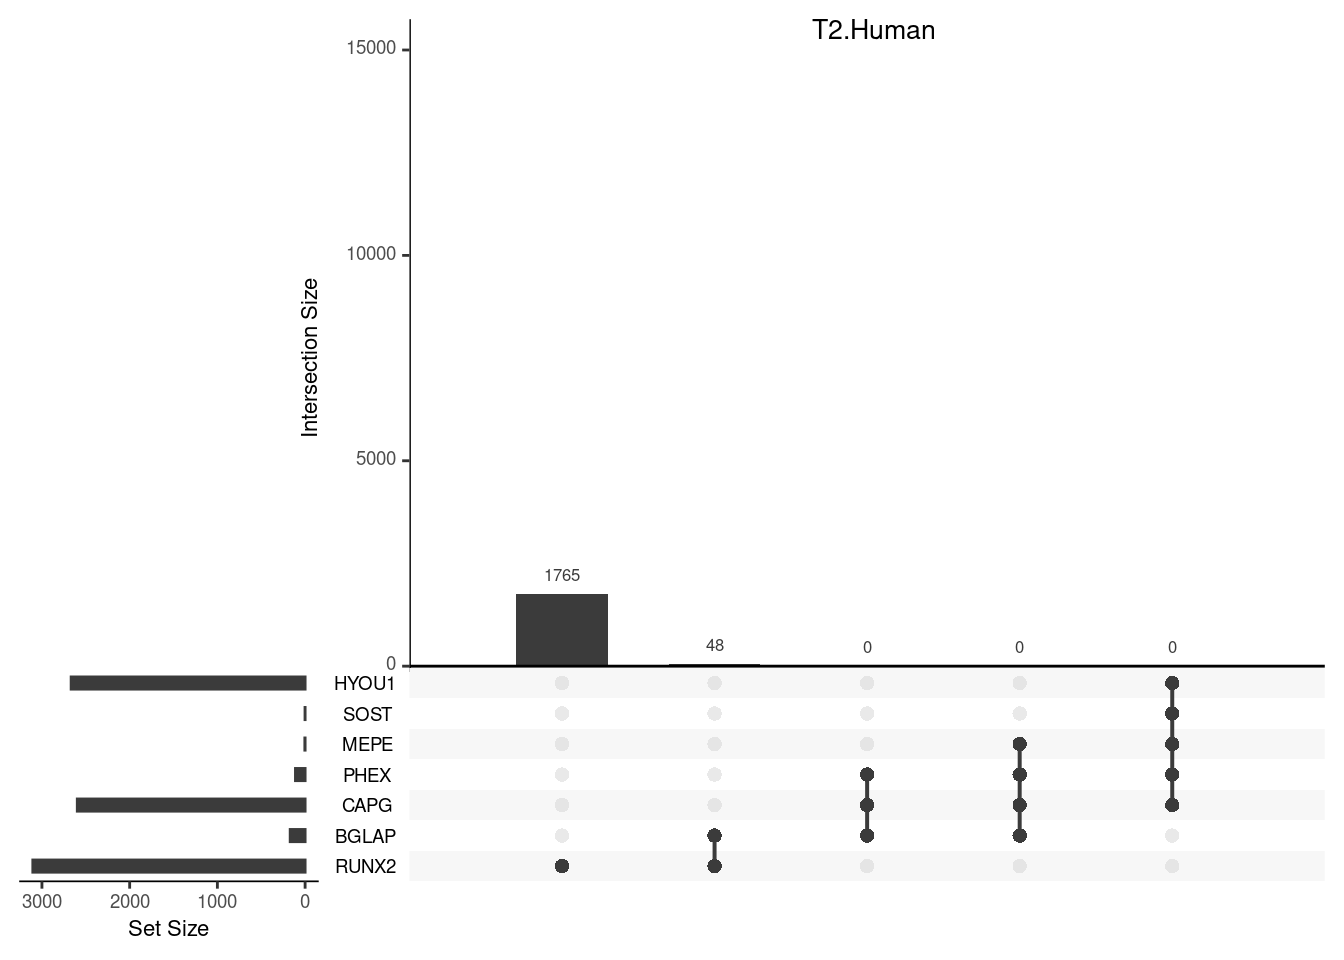 T2.Human
15000
10000
5000
0
Intersection Size
1765
48
0
0
0
HYOU1
SOST
MEPE
PHEX
CAPG
BGLAP
RUNX2
3000 2000 1000 0
Set Size